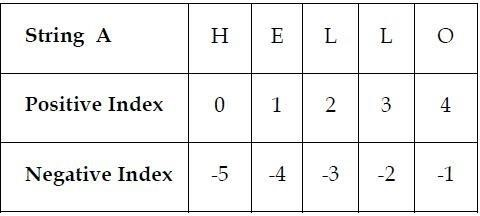 String A H E L L O
Positive Index 0 1 2 3 4
Negative Index -5 -4 -3 -2 -1